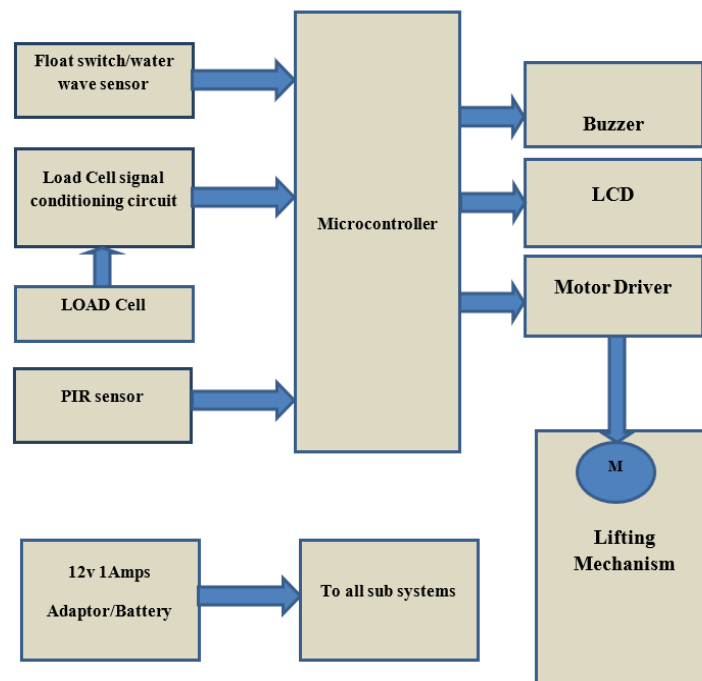 Float switch/water
wave sensor
Load Cell signal
conditioning circuit
LOAD Cell
PIR sensor
Microcontroller
Buzzer
LCD
Motor Driver
M
Lifting
Mechanism
12v 1Amps
Adaptor/Battery
To all sub systems